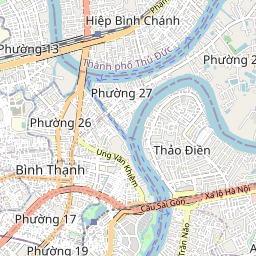 Hiệp Bình Chánh
Phường 13
Thành phố Thủ Đức
Phường 2
Phường 27
Phường 26
Thảo Điền
Ung Văn Khiêm
Bình Thạnh
Xa lộ Hà Nội
Cầu Sài Gòn
Phường 17
Trần Não
Phường 19
A